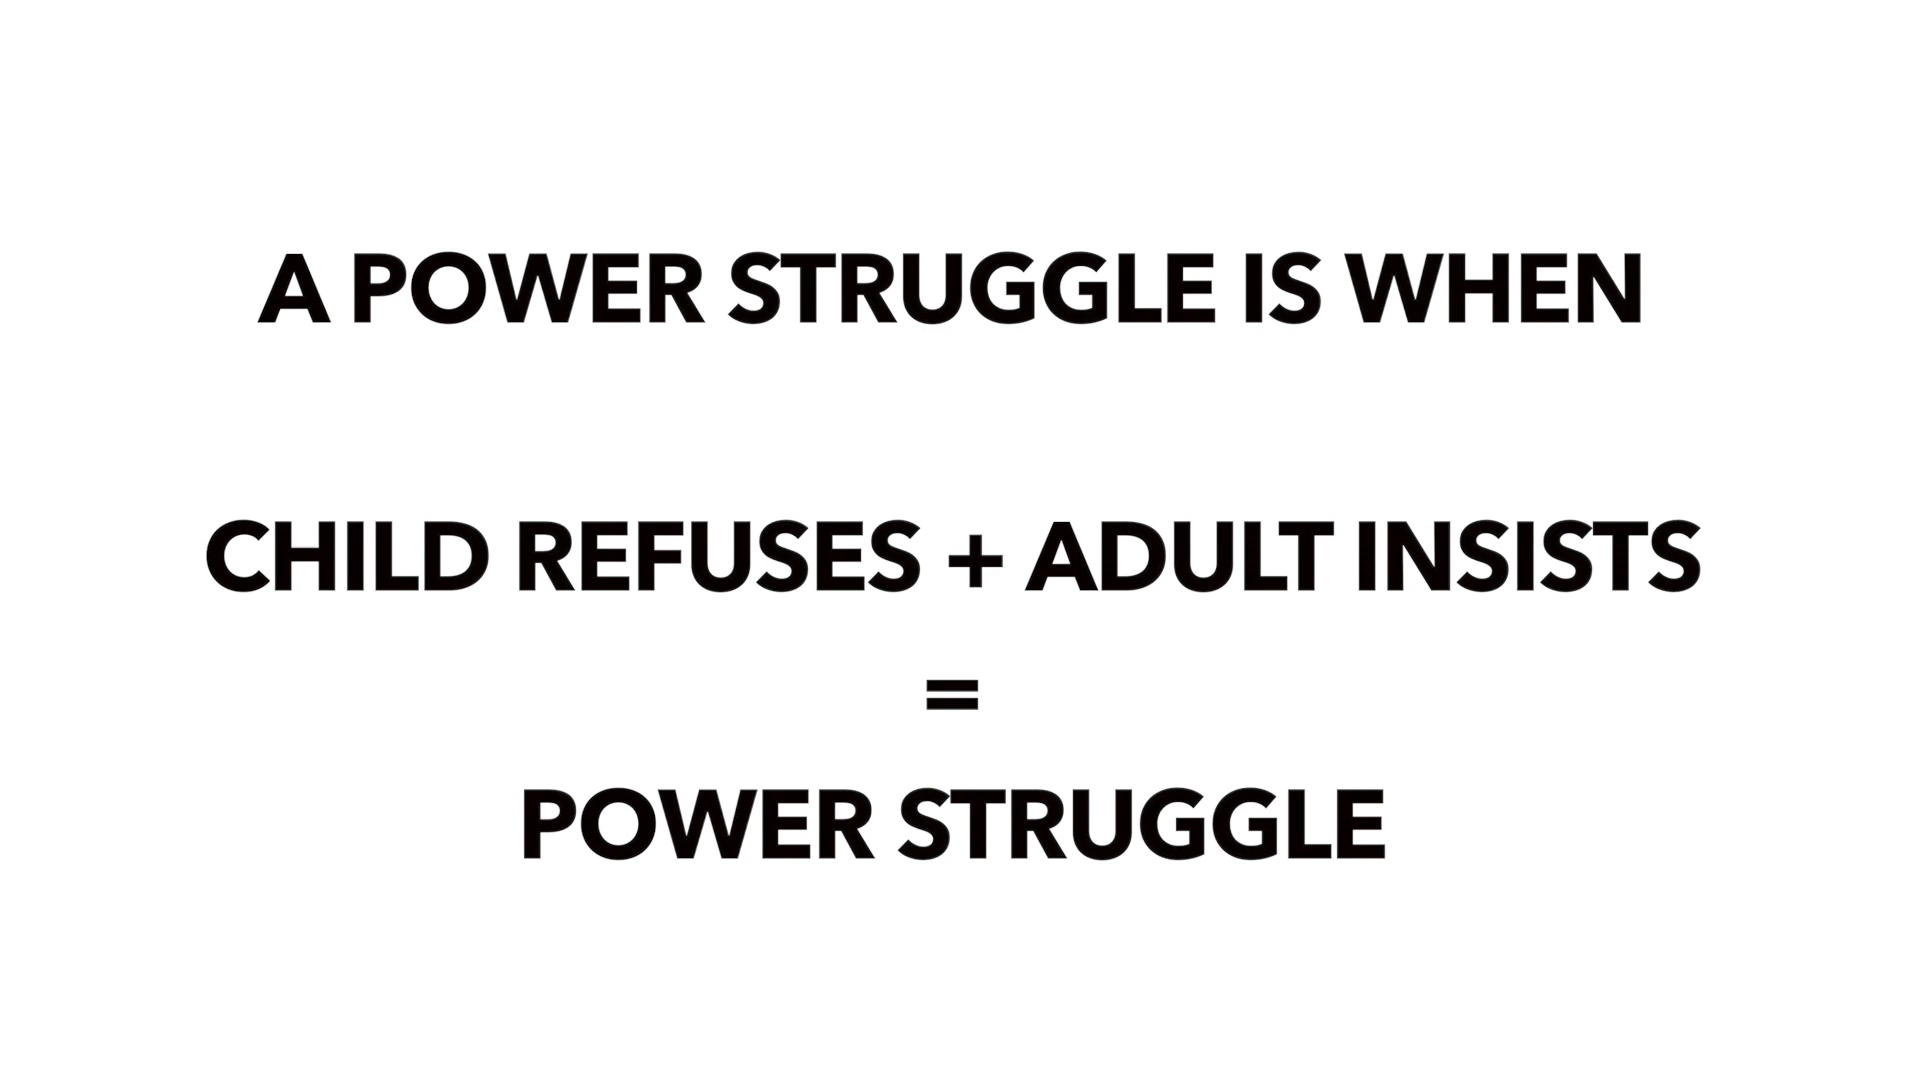 A POWER STRUGGLE IS WHEN
CHILD REFUSES + ADULT INSISTS
=
POWER STRUGGLE